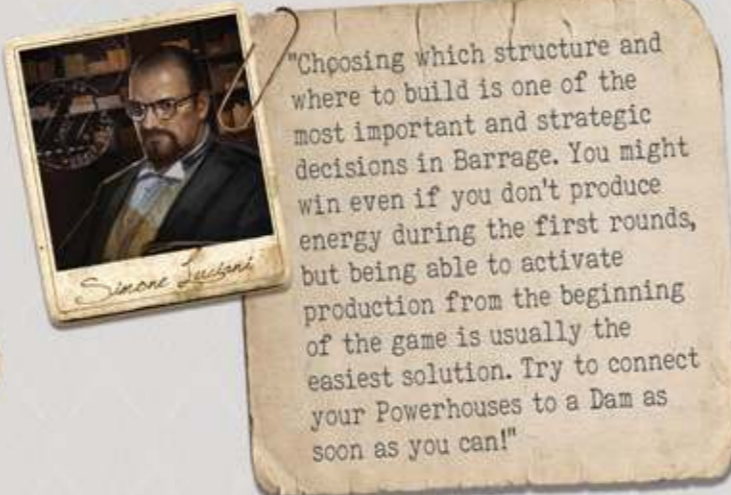 Simone Luciani
"Choosing which structure and
where to build is one of the
most important and strategic
decisions in Barrage. You might
win even if you don't produce
energy during the first rounds,
but being able to activate
production from the beginning
of the game is usually the
easiest solution. Try to connect
your Powerhouses to a Dam as
soon as you can!"